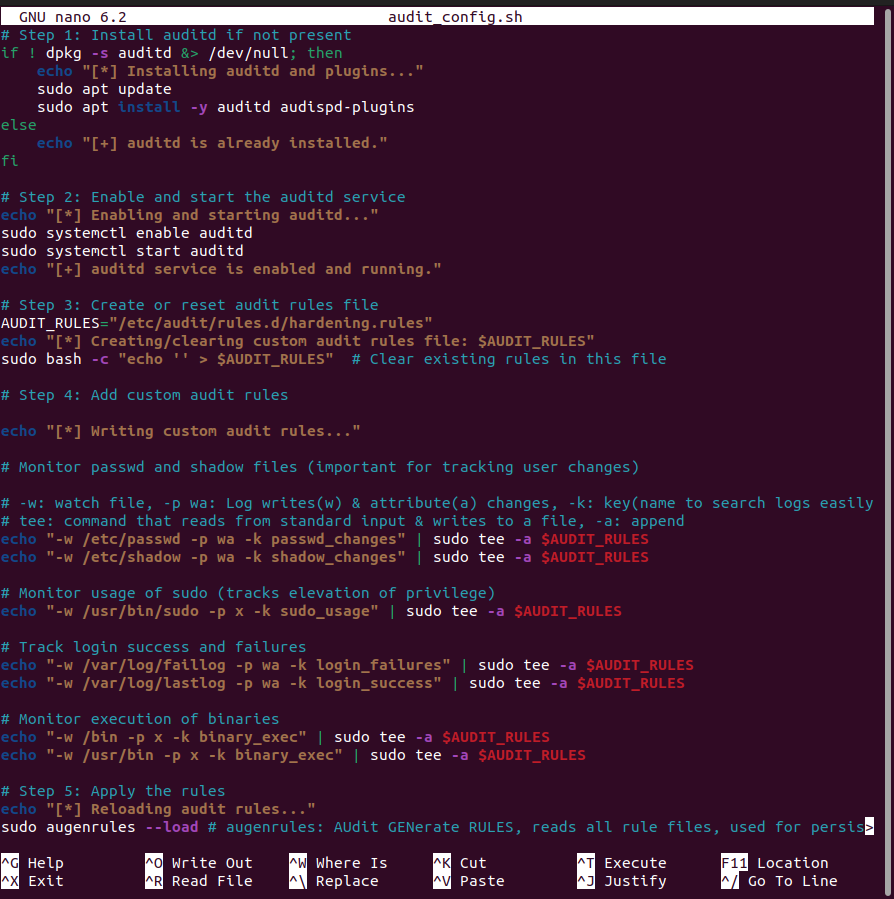 GNU nano 6.2 audit_config.sh
# Step 1: Install auditd if not present
if ! dpkg -s auditd &> /dev/null; then
    echo "[*] Installing auditd and plugins..."
    sudo apt update
    sudo apt install -y auditd audispd-plugins
else
    echo "[+] auditd is already installed."
fi

# Step 2: Enable and start the auditd service
echo "[*] Enabling and starting auditd..."
sudo systemctl enable auditd
sudo systemctl start auditd
echo "[+] auditd service is enabled and running."

# Step 3: Create or reset audit rules file
AUDIT_RULES="/etc/audit/rules.d/hardening.rules"
echo "[*] Creating/clearing custom audit rules file: $AUDIT_RULES"
sudo bash -c "echo '' > $AUDIT_RULES"  # Clear existing rules in this file

# Step 4: Add custom audit rules

echo "[*] Writing custom audit rules..."

# Monitor passwd and shadow files (important for tracking user changes)

# -w: watch file, -p wa: Log writes(w) & attribute(a) changes, -k: key(name to search logs easily
# tee: command that reads from standard input & writes to a file, -a: append
echo "-w /etc/passwd -p wa -k passwd_changes" | sudo tee -a $AUDIT_RULES
echo "-w /etc/shadow -p wa -k shadow_changes" | sudo tee -a $AUDIT_RULES

# Monitor usage of sudo (tracks elevation of privilege)
echo "-w /usr/bin/sudo -p x -k sudo_usage" | sudo tee -a $AUDIT_RULES

# Track login success and failures
echo "-w /var/log/faillog -p wa -k login_failures" | sudo tee -a $AUDIT_RULES
echo "-w /var/log/lastlog -p wa -k login_success" | sudo tee -a $AUDIT_RULES

# Monitor execution of binaries
echo "-w /bin -p x -k binary_exec" | sudo tee -a $AUDIT_RULES
echo "-w /usr/bin -p x -k binary_exec" | sudo tee -a $AUDIT_RULES

# Step 5: Apply the rules
echo "[*] Reloading audit rules..."
sudo augenrules --load # augenrules: AUdit GENerate RULES, reads all rule files, used for persis>

^G Help ^O Write Out ^W Where Is ^K Cut ^T Execute F11 Location
^X Exit ^R Read File ^\ Replace ^V Paste ^J Justify ^/ Go To Line